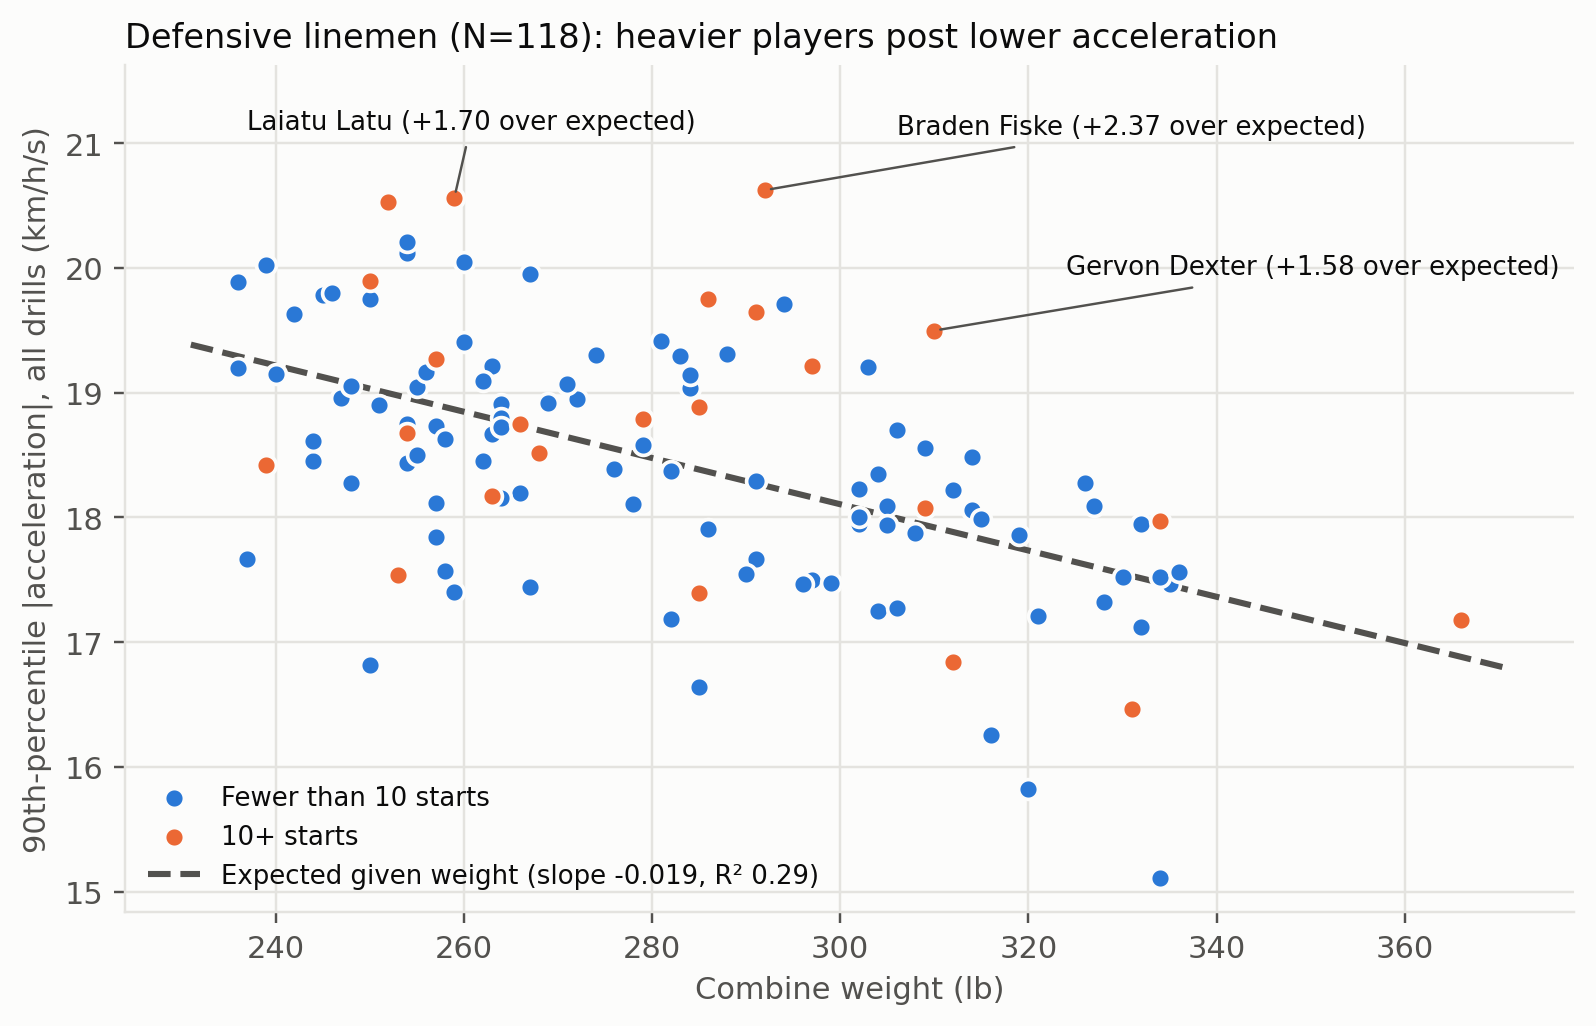 Defensive linemen (N=118): heavier players post lower acceleration
Laiatu Latu (+1.70 over expected)
Braden Fiske (+2.37 over expected)
Gervon Dexter (+1.58 over expected)
90th-percentile |acceleration|, all drills (km/h/s)
21
20
19
18
17
16
15
Fewer than 10 starts
10+ starts
Expected given weight (slope -0.019, R² 0.29)
240 260 280 300 320 340 360
Combine weight (lb)